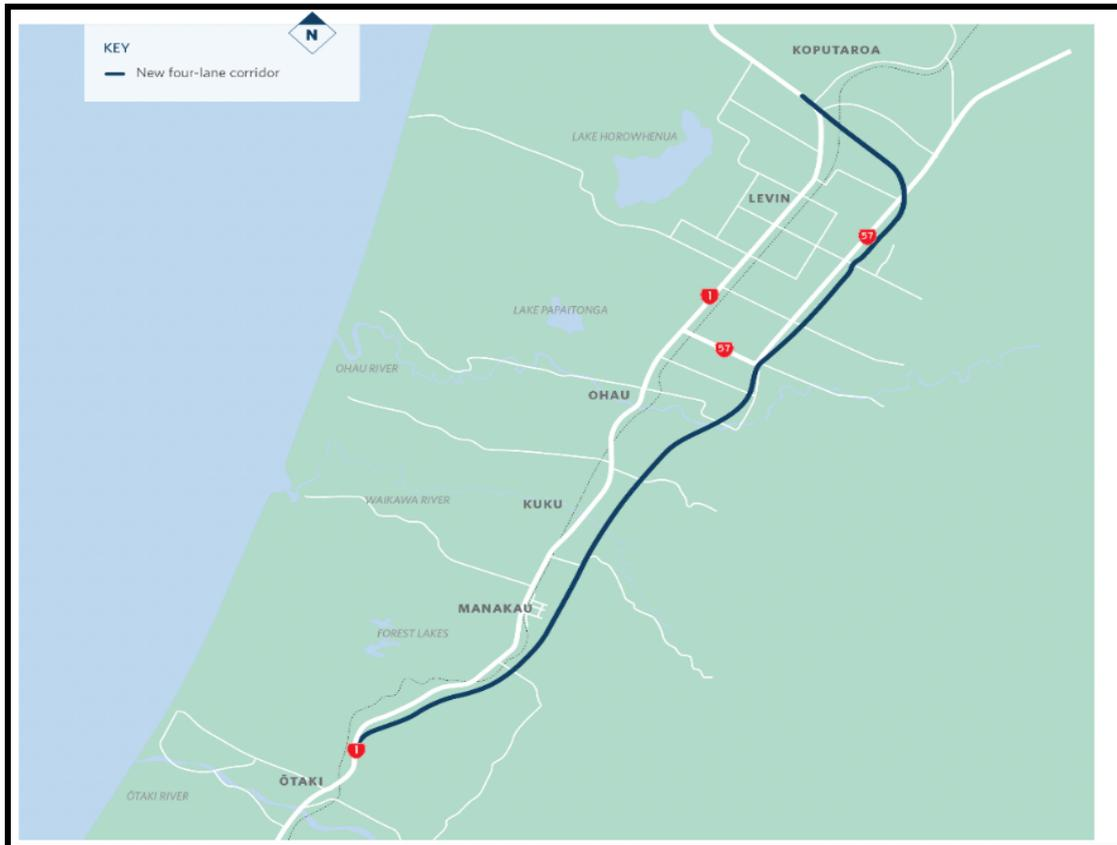 N
KEY
New four-lane corridor
KOPUTAROA
LAKE HOROWHENUA
LEVIN
57
1
LAKE PAPAITONGA
57
OHAU RIVER
OHAU
WAIKAWA RIVER
KUKU
MANAKAU
FOREST LAKES
1
ŌTAKI
ŌTAKI RIVER